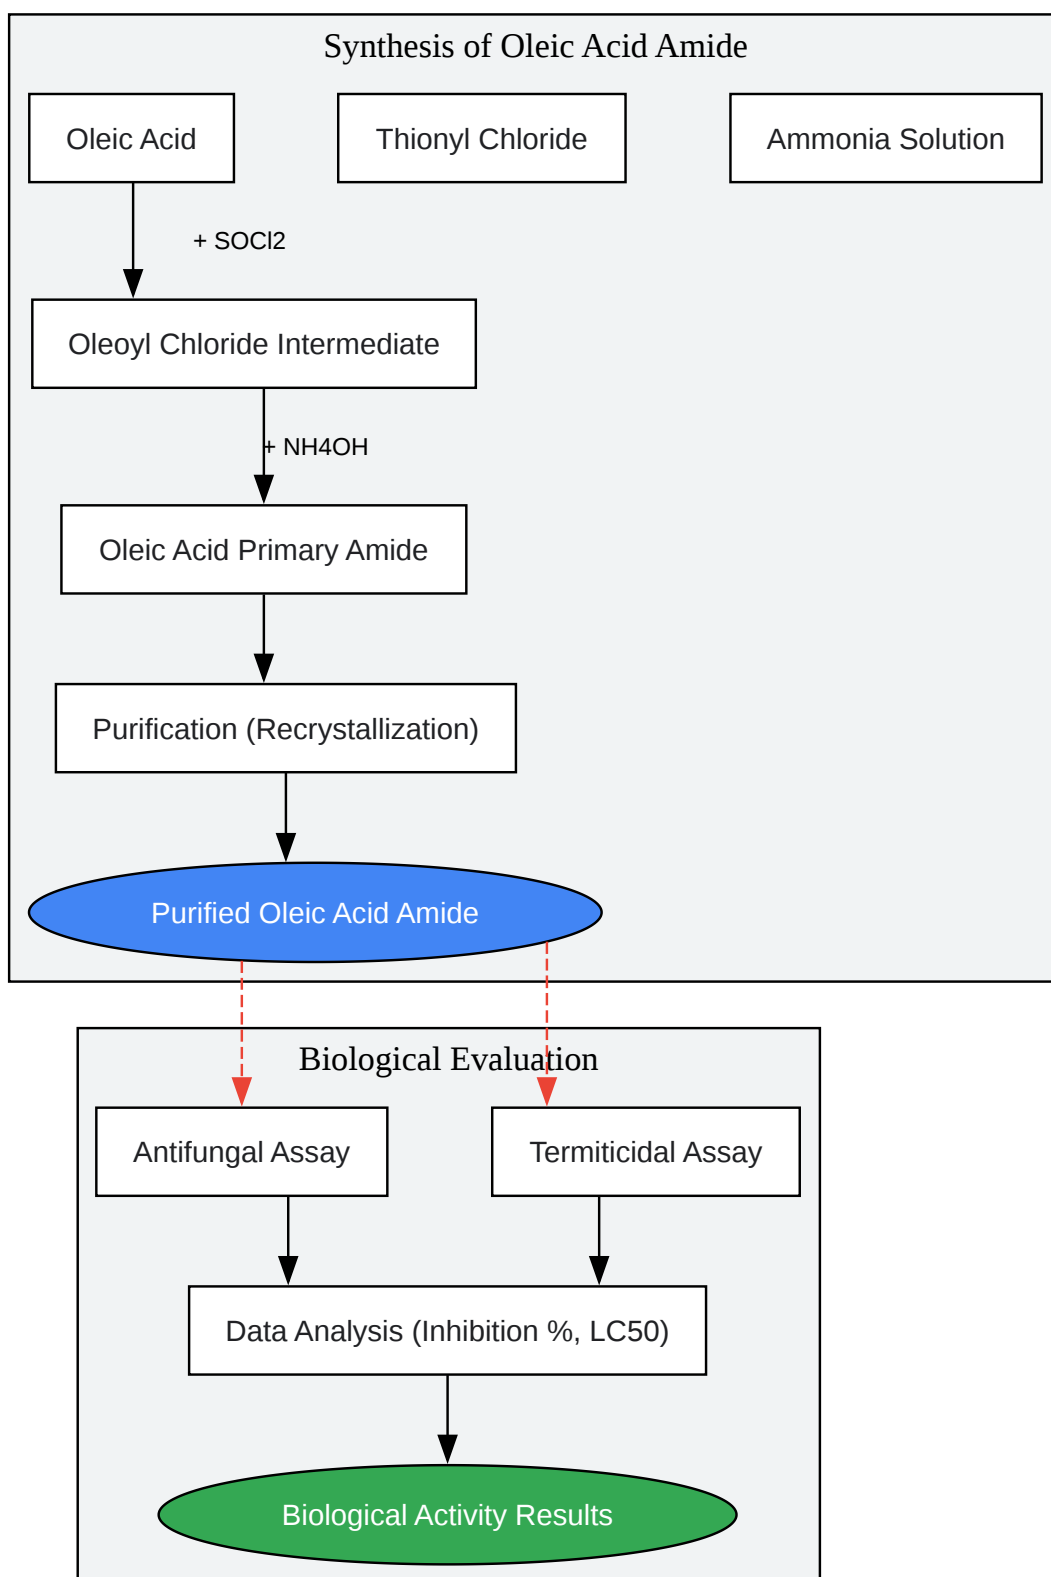 Synthesis of Oleic Acid Amide
Oleic Acid
Thionyl Chloride
Ammonia Solution
+ SOCl2
Oleoyl Chloride Intermediate
+ NH4OH
Oleic Acid Primary Amide
Purification (Recrystallization)
Purified Oleic Acid Amide
Biological Evaluation
Antifungal Assay
Termiticidal Assay
Data Analysis (Inhibition %, LC50)
Biological Activity Results